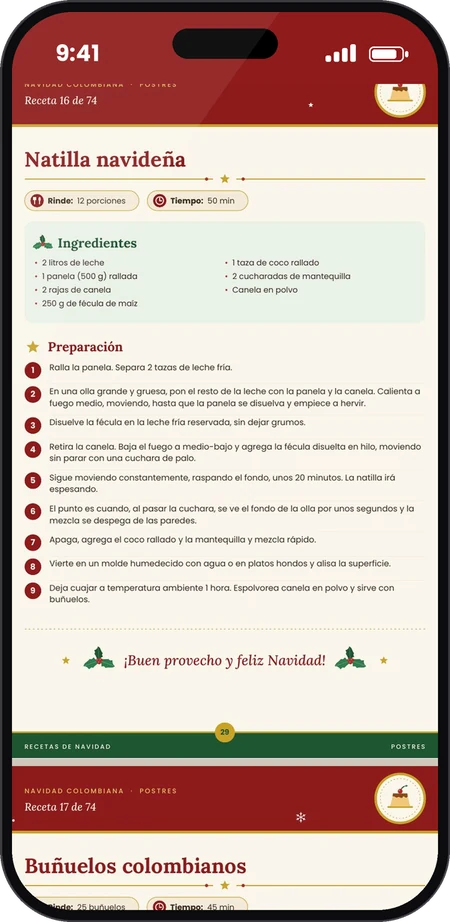 9:41
NAVIDAD COLOMBIANA · POSTRES
Receta 16 de 74
Natilla navideña
Rinde: 12 porciones
Tiempo: 50 min
Ingredientes
• 2 litros de leche
• 1 panela (500 g) rallada
• 2 rajas de canela
• 250 g de fécula de maíz
• 1 taza de coco rallado
• 2 cucharadas de mantequilla
• Canela en polvo
Preparación
1 Ralla la panela. Separa 2 tazas de leche fría.
2 En una olla grande y gruesa, pon el resto de la leche con la panela y la canela. Calienta a
fuego medio, moviendo, hasta que la panela se disuelva y empiece a hervir.
3 Disuelve la fécula en la leche fría reservada, sin dejar grumos.
4 Retira la canela. Baja el fuego a medio-bajo y agrega la fécula disuelta en hilo, moviendo
sin parar con una cuchara de palo.
5 Sigue moviendo constantemente, raspando el fondo, unos 20 minutos. La natilla irá
espesando.
6 El punto es cuando, al pasar la cuchara, se ve el fondo de la olla por unos segundos y la
mezcla se despega de las paredes.
7 Apaga, agrega el coco rallado y la mantequilla y mezcla rápido.
8 Vierte en un molde humedecido con agua o en platos hondos y alisa la superficie.
9 Deja cuajar a temperatura ambiente 1 hora. Espolvorea canela en polvo y sirve con
buñuelos.
¡Buen provecho y feliz Navidad!
29
RECETAS DE NAVIDAD
POSTRES
NAVIDAD COLOMBIANA · POSTRES
Receta 17 de 74
Buñuelos colombianos
Rinde: 25 buñuelos
Tiempo: 45 min